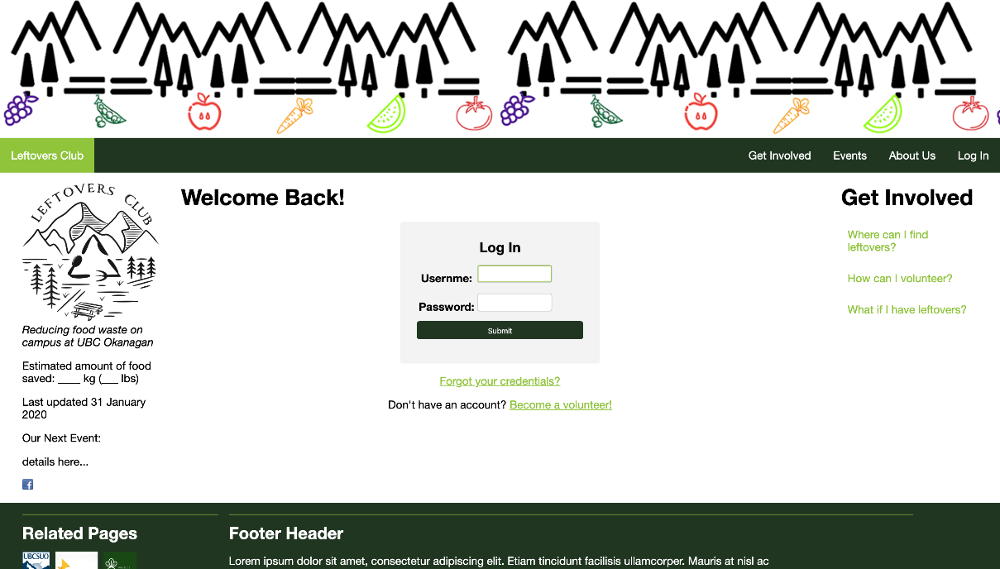 Leftovers Club
Get Involved
Events
About Us
Log In
LEFTOVERS CLUB
Reducing food waste on
campus at UBC Okanagan
Estimated amount of food
saved: ____ kg (___ lbs)
Last updated 31 January
2020
Our Next Event:
details here...
f
Welcome Back!
Log In
Usernme:
Password:
Submit
Forgot your credentials?
Don't have an account? Become a volunteer!
Get Involved
Where can I find
leftovers?
How can I volunteer?
What if I have leftovers?
Related Pages
UBCSUO
Footer Header
Lorem ipsum dolor sit amet, consectetur adipiscing elit. Etiam tincidunt facilisis ullamcorper. Mauris at nisl ac